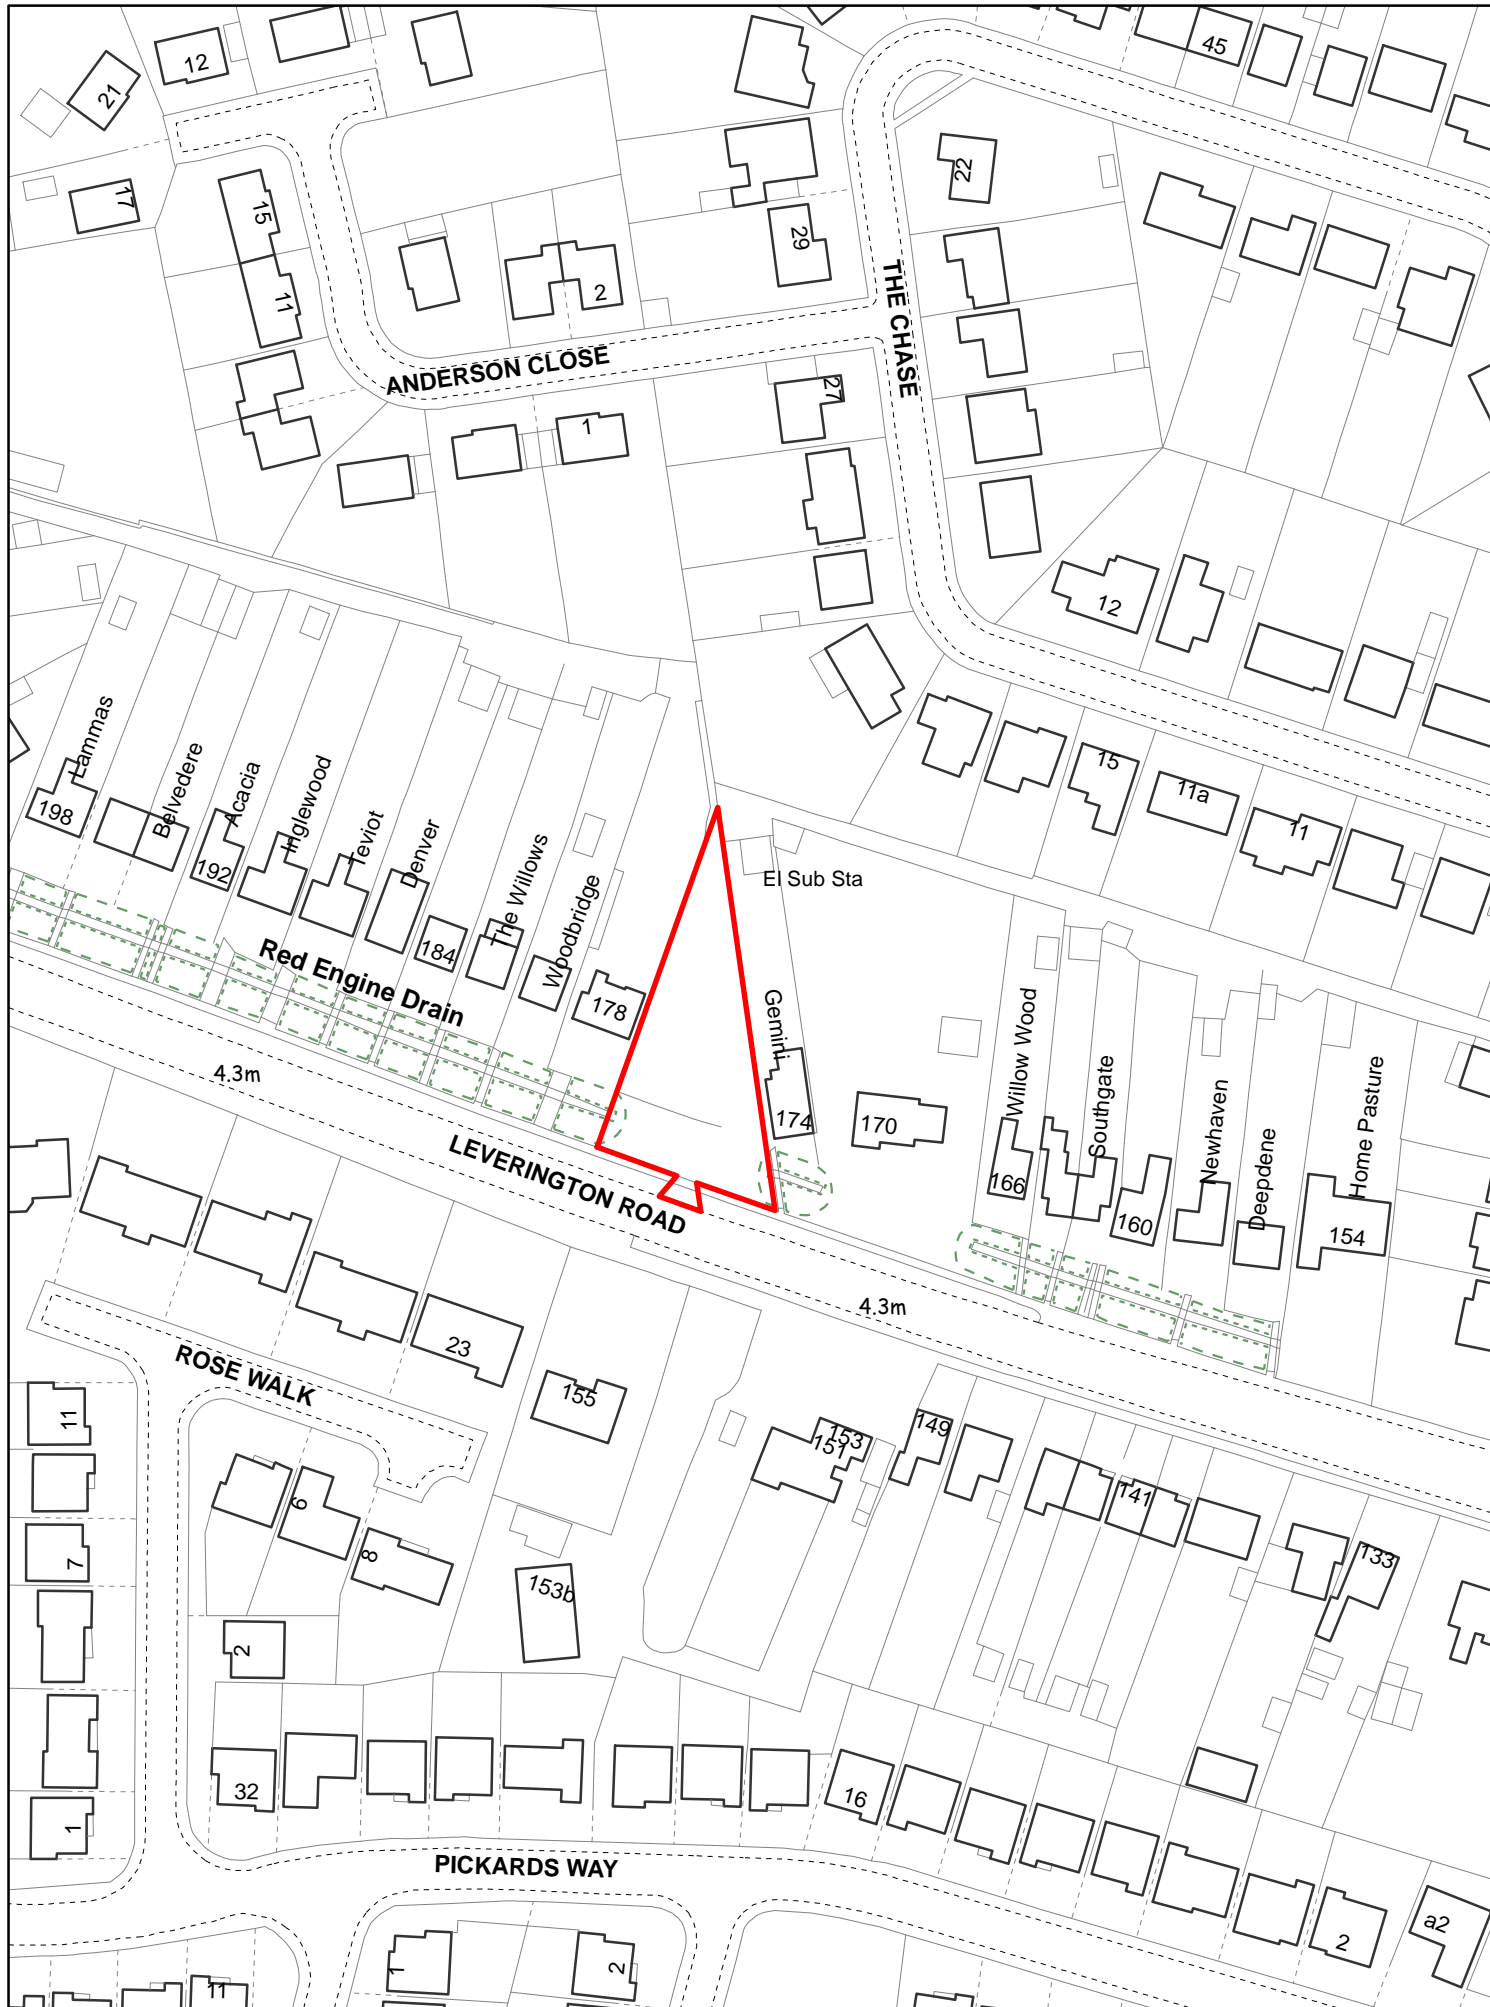 45
12
21
22
17
15
29
THE CHASE
11
2
ANDERSON CLOSE
27
1
12
Lammas
15
11a
11
198
Belvedere
Acacia
Inglewood
Teviot
Denver
192
El Sub Sta
The Willows
Woodbridge
184
Red Engine Drain
178
Gemini
Willow Wood
4.3m
174
170
Southgate
Newhaven
Home Pasture
Deepdene
LEVERINGTON ROAD
166
160
154
4.3m
23
ROSE WALK
155
11
153
151
149
141
6
7
8
133
153b
2
32
16
1
PICKARDS WAY
2
a2
1
2
11